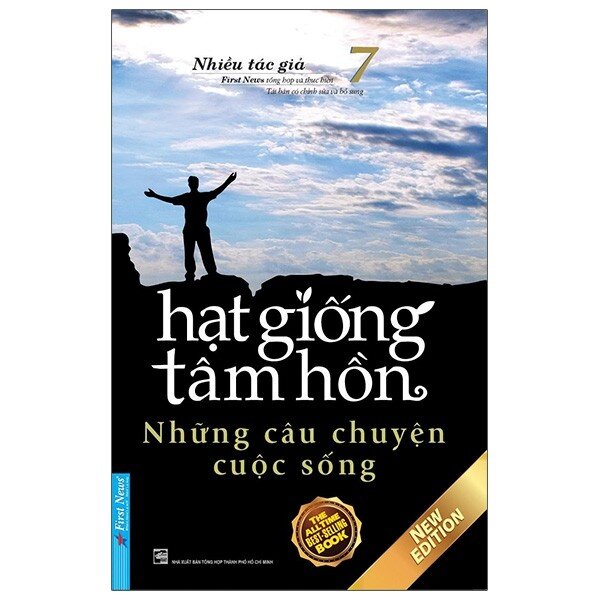 Nhiều tác giả
7
First News tổng hợp và thực hiện
Tái bản có chỉnh sửa và bổ sung
hạt giống
tâm hồn
Những câu chuyện
cuộc sống
THE
ALL TIME
BEST-SELLING
BOOK
NEW
EDITION
First News
NHÀ XUẤT BẢN TỔNG HỢP THÀNH PHỐ HỒ CHÍ MINH